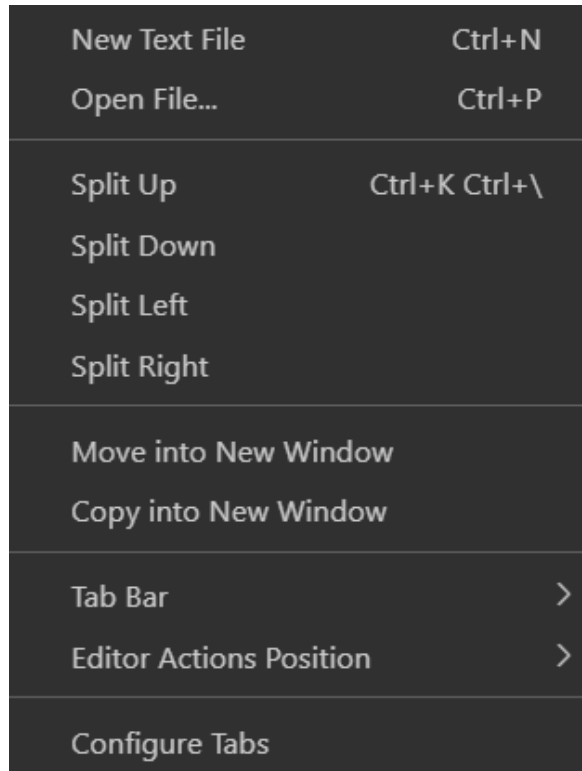 New Text File Ctrl+N
Open File... Ctrl+P
Split Up Ctrl+K Ctrl+\
Split Down
Split Left
Split Right
Move into New Window
Copy into New Window
Tab Bar
Editor Actions Position
Configure Tabs